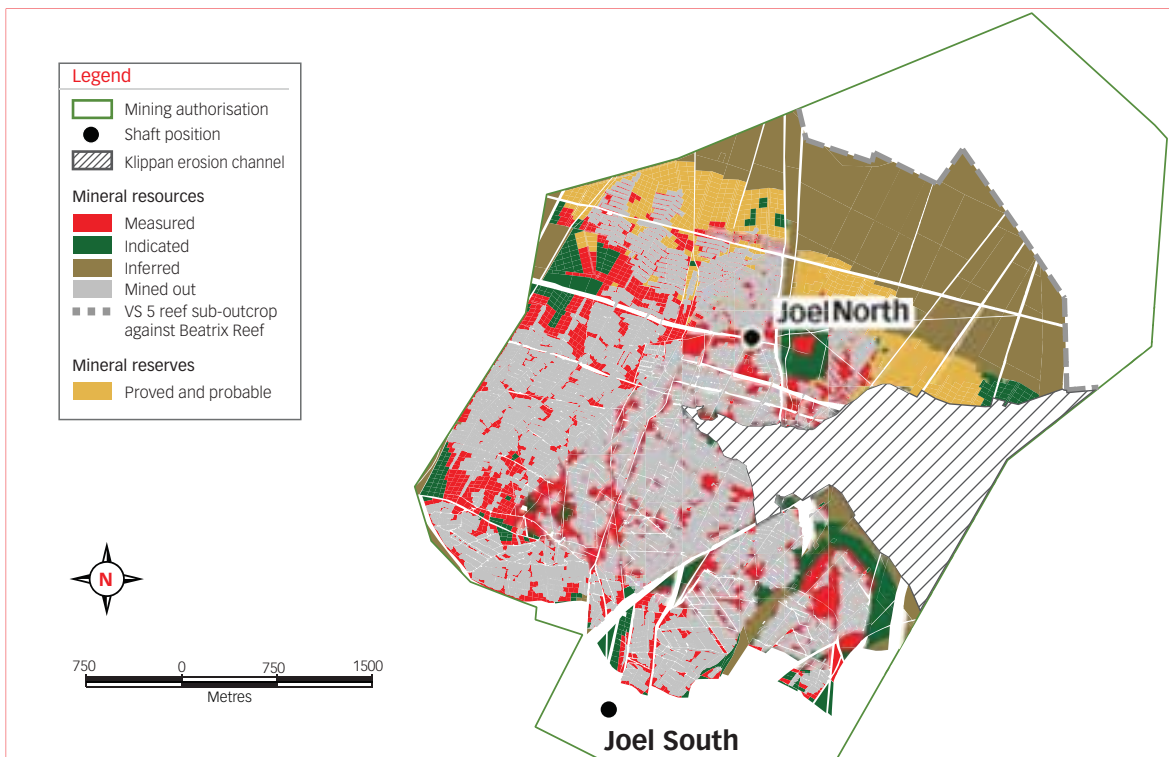 Legend
Mining authorisation
Shaft position
Klippan erosion channel
Mineral resources
Measured
Indicated
Inferred
Mined out
VS 5 reef sub-outcrop
against Beatrix Reef
Mineral reserves
Proved and probable
Joel North
N
750 0 750 1500
Metres
Joel South